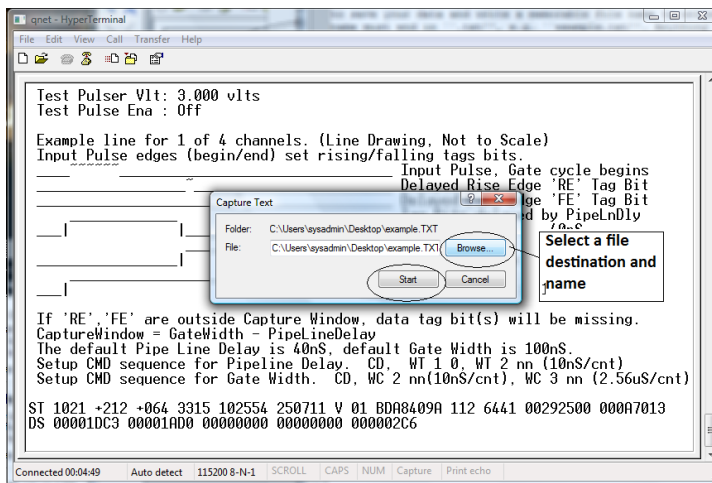 qnet - HyperTerminal
File Edit View Call Transfer Help
Test Pulser Vlt: 3.000 vlts
Test Pulse Ena : Off
Example line for 1 of 4 channels. (Line Drawing, Not to Scale)
Input Pulse edges (begin/end) set rising/falling tags bits.
Input Pulse, Gate cycle begins
Delayed Rise Edge 'RE' Tag Bit
ge 'FE' Tag Bit
d by PipeLnDly
Capture Text
Folder: C:\Users\sysadmin\Desktop\example.TXT
File: C:\Users\sysadmin\Desktop\example.TXT Browse...
Start Cancel
Select a file
destination and
name
If 'RE','FE' are outside Capture Window, data tag bit(s) will be missing.
CaptureWindow = GateWidth - PipeLineDelay
The default Pipe Line Delay is 40nS, default Gate Width is 100nS.
Setup CMD sequence for Pipeline Delay. CD, WT 1 0, WT 2 nn (10nS/cnt)
Setup CMD sequence for Gate Width. CD, WC 2 nn(10nS/cnt), WC 3 nn (2.56uS/cnt)
ST 1021 +212 +064 3315 102554 250711 V 01 BDA8409A 112 6441 00292500 000A7013
DS 00001DC3 00001AD0 00000000 00000000 000002C6
Connected 00:04:49 Auto detect 115200 8-N-1 SCROLL CAPS NUM Capture Print echo